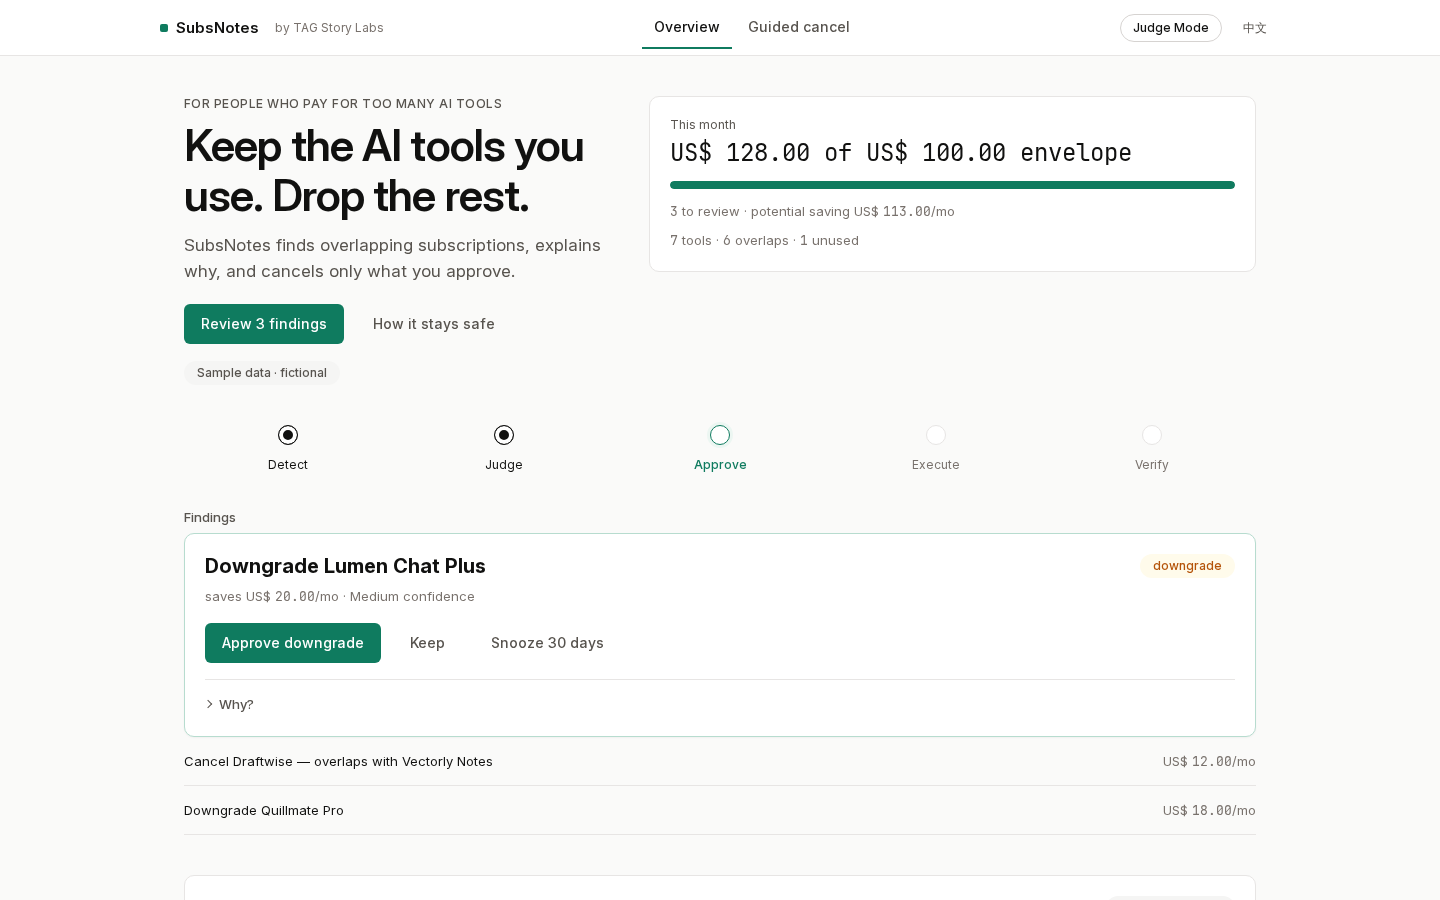 SubsNotes by TAG Story Labs
Overview
Guided cancel
Judge Mode
中文
FOR PEOPLE WHO PAY FOR TOO MANY AI TOOLS
Keep the AI tools you
use. Drop the rest.
SubsNotes finds overlapping subscriptions, explains
why, and cancels only what you approve.
Review 3 findings
How it stays safe
Sample data · fictional
This month
US$ 128.00 of US$ 100.00 envelope
3 to review · potential saving US$ 113.00/mo
7 tools · 6 overlaps · 1 unused
Detect
Judge
Approve
Execute
Verify
Findings
Downgrade Lumen Chat Plus
downgrade
saves US$ 20.00/mo · Medium confidence
Approve downgrade
Keep
Snooze 30 days
Why?
Cancel Draftwise — overlaps with Vectorly Notes
US$ 12.00/mo
Downgrade Quillmate Pro
US$ 18.00/mo